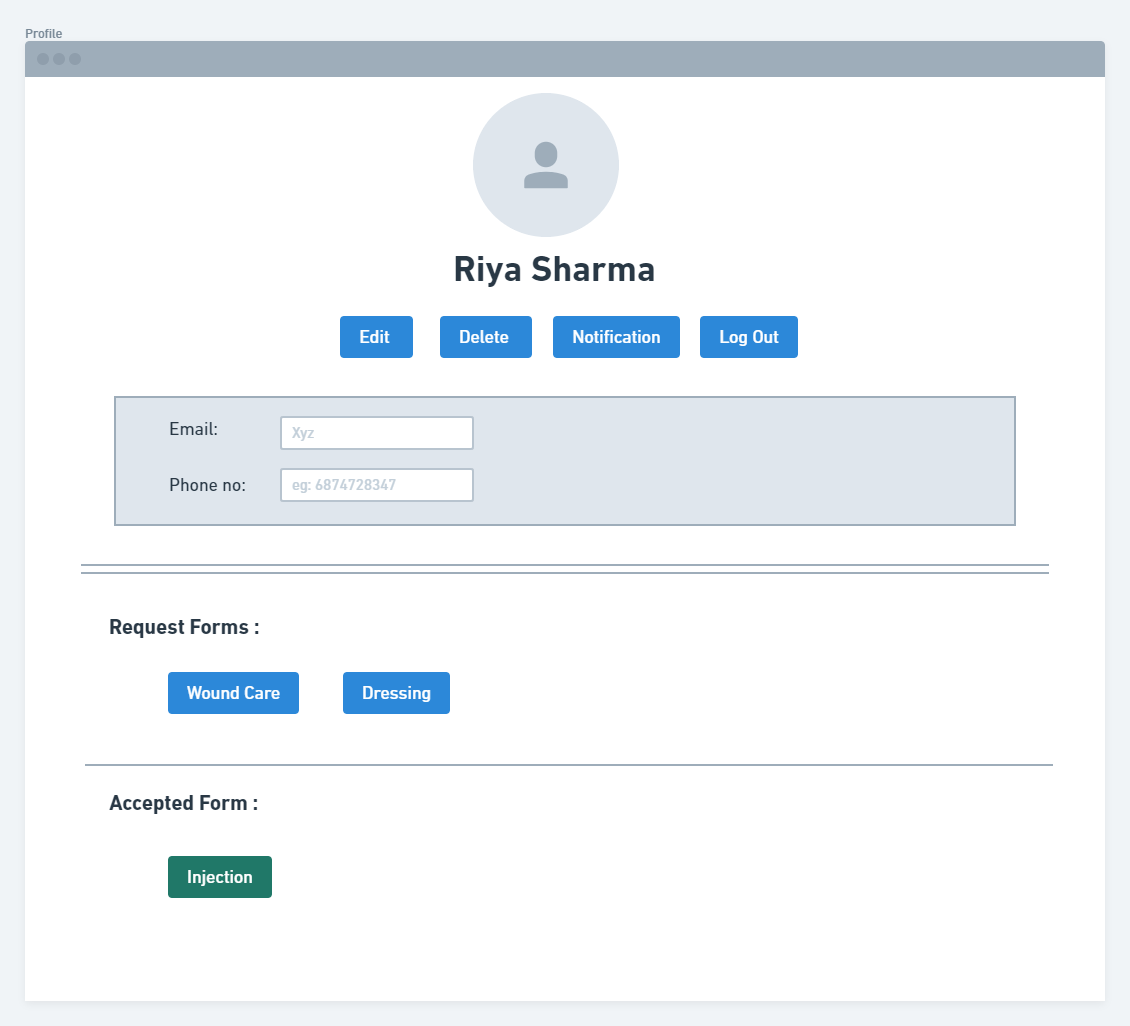 Profile
Riya Sharma
Edit Delete Notification Log Out
Email: Xyz
Phone no: eg: 6874728347
Request Forms :
Wound Care Dressing
Accepted Form :
Injection